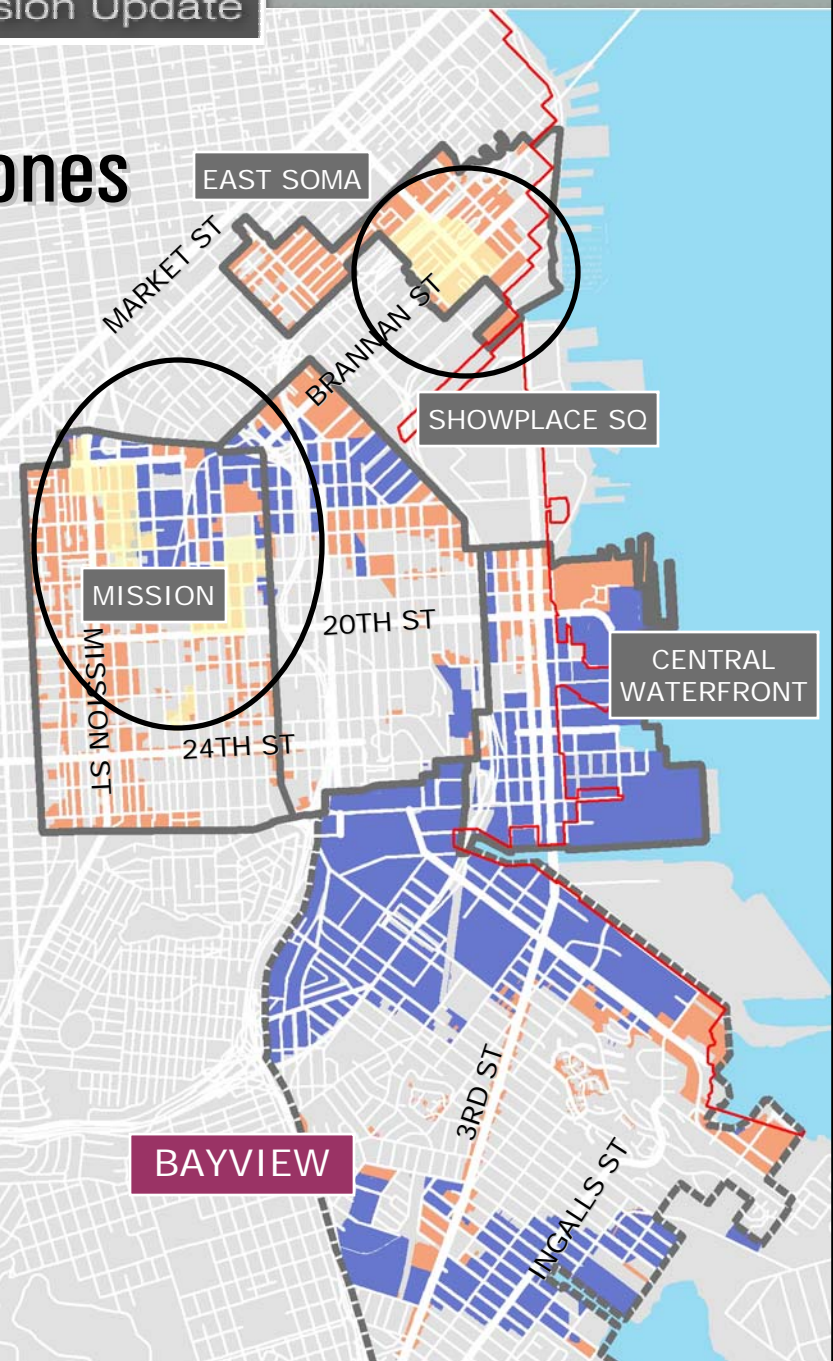 sion Update
ones
EAST SOMA
MARKET ST
BRANNAN ST
SHOWPLACE SQ
MISSION
20TH ST
MISSION ST
CENTRAL
WATERFRONT
24TH ST
3RD ST
BAYVIEW
INGALLS ST